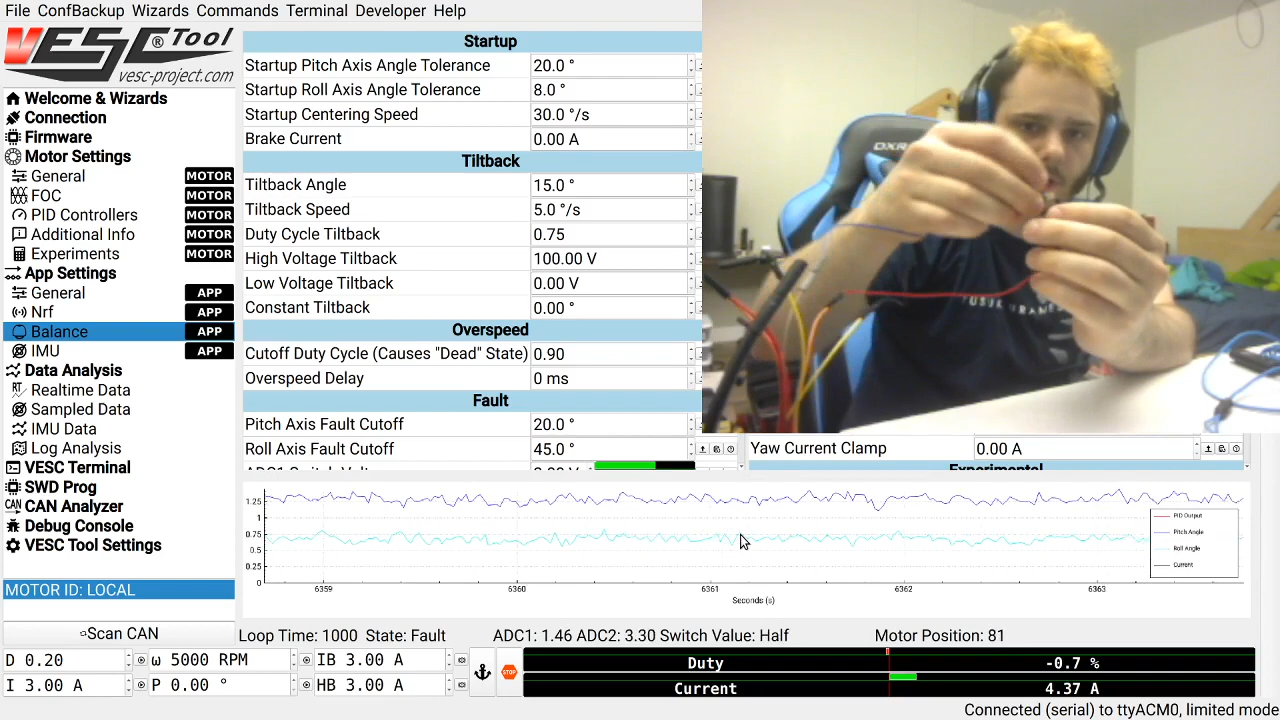 File ConfBackup Wizards Commands Terminal Developer Help
VESC® Tool
vesc-project.com
Welcome & Wizards
Connection
Firmware
Motor Settings
General MOTOR
FOC MOTOR
PID Controllers MOTOR
Additional Info MOTOR
Experiments MOTOR
App Settings
General APP
Nrf APP
Balance APP
IMU APP
Data Analysis
RT Realtime Data
Sampled Data
IMU Data
Log Analysis
VESC Terminal
SWD Prog
CAN CAN Analyzer
Debug Console
VESC Tool Settings
MOTOR ID: LOCAL
Scan CAN
Startup
Startup Pitch Axis Angle Tolerance 20.0 °
Startup Roll Axis Angle Tolerance 8.0 °
Startup Centering Speed 30.0 °/s
Brake Current 0.00 A
Tiltback
Tiltback Angle 15.0 °
Tiltback Speed 5.0 °/s
Duty Cycle Tiltback 0.75
High Voltage Tiltback 100.00 V
Low Voltage Tiltback 0.00 V
Constant Tiltback 0.00 °
Overspeed
Cutoff Duty Cycle (Causes "Dead" State) 0.90
Overspeed Delay 0 ms
Fault
Pitch Axis Fault Cutoff 20.0 °
Roll Axis Fault Cutoff 45.0 °
DXR
Yaw Current Clamp 0.00 A
Experimental
1.25
1
0.75
0.5
0.25
0
6359 6360 6361 6362 6363
Seconds (s)
PID Output
Pitch Angle
Roll Angle
Current
Loop Time: 1000 State: Fault ADC1: 1.46 ADC2: 3.30 Switch Value: Half Motor Position: 81
D 0.20 ω 5000 RPM IB 3.00 A
I 3.00 A P 0.00 ° HB 3.00 A
STOP
Duty -0.7 %
Current 4.37 A
Connected (serial) to ttyACM0, limited mode